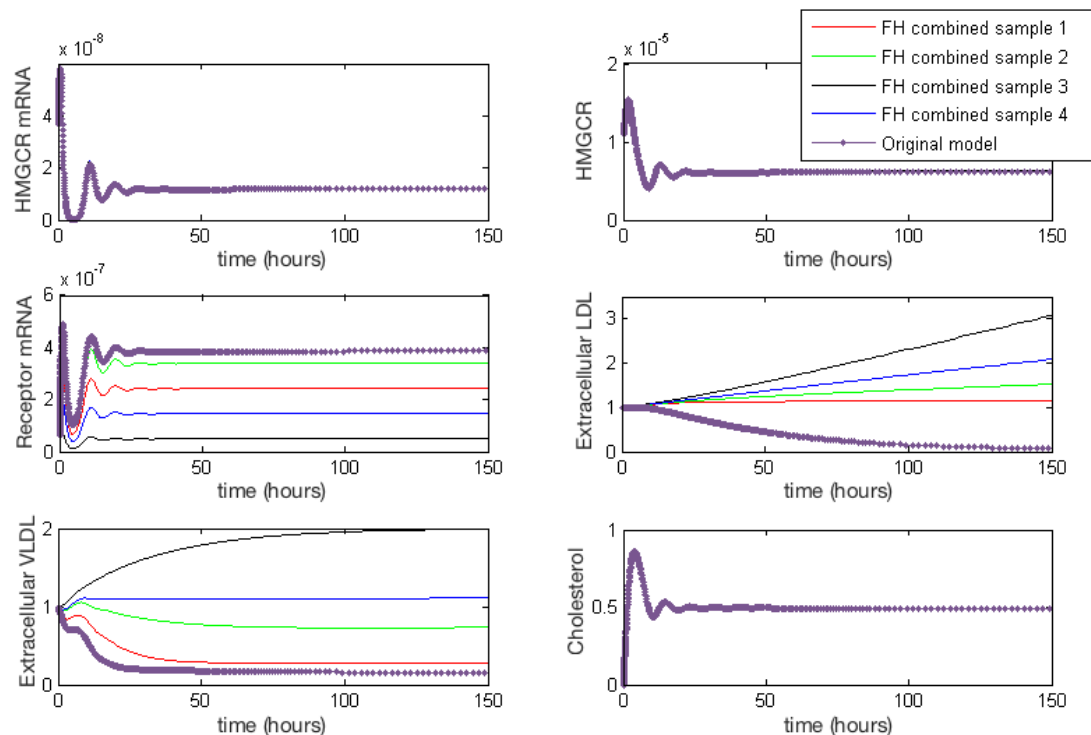 FH combined sample 1
FH combined sample 2
FH combined sample 3
FH combined sample 4
Original model
x 10-8
HMGCR mRNA
4
2
0
0
50
100
150
time (hours)
x 10-5
HMGCR
2
1.5
1
0.5
0
0
50
100
150
time (hours)
x 10-7
Receptor mRNA
6
4
2
0
0
50
100
150
time (hours)
Extracellular LDL
3
2
1
0
0
50
100
150
time (hours)
Extracellular VLDL
2
1
0
0
50
100
150
time (hours)
Cholesterol
1
0.5
0
0
50
100
150
time (hours)